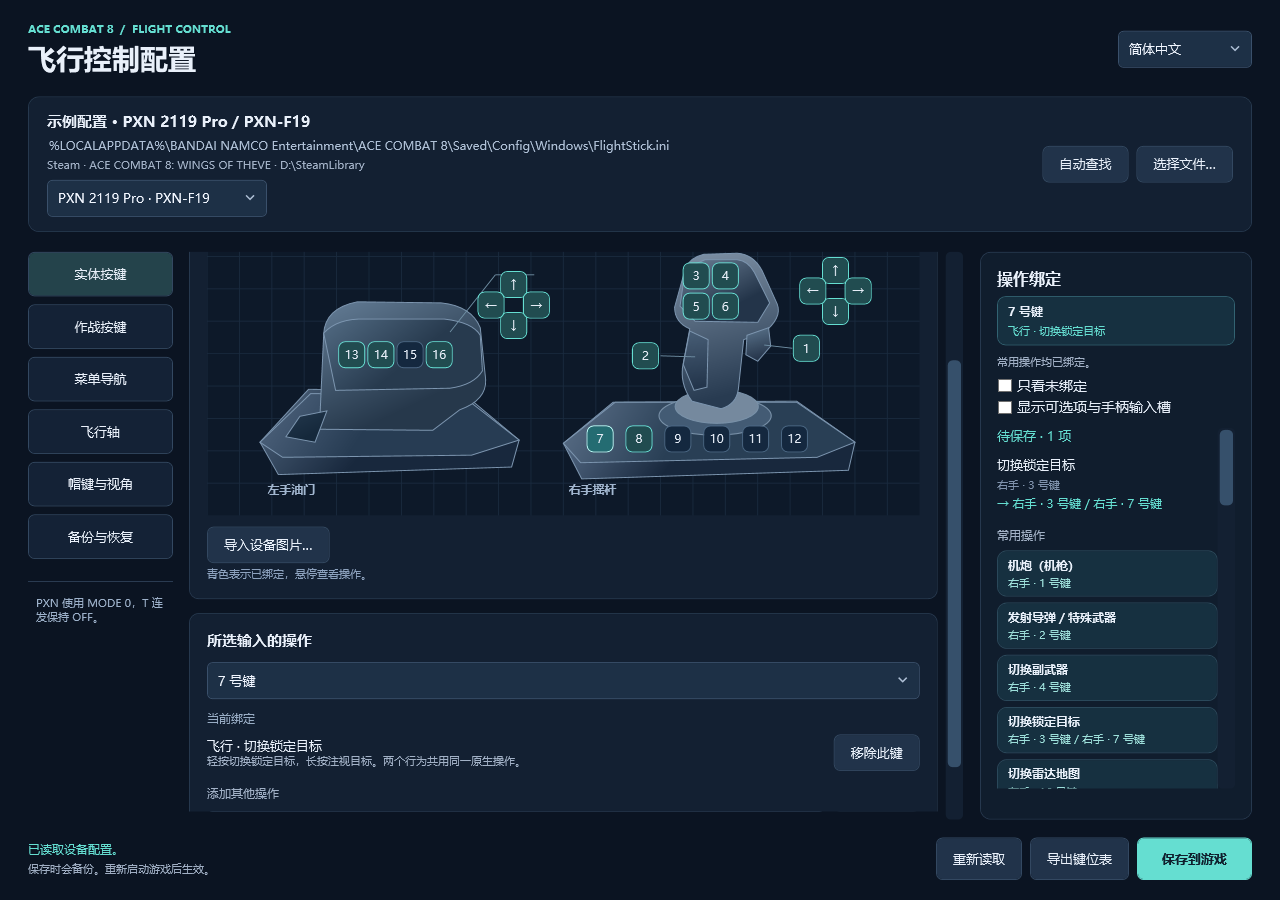 ACE COMBAT 8 / FLIGHT CONTROL
飞行控制配置
简体中文
示例配置 • PXN 2119 Pro / PXN-F19
%LOCALAPPDATA%\BANDAI NAMCO Entertainment\ACE COMBAT 8\Saved\Config\Windows\FlightStick.ini
Steam · ACE COMBAT 8: WINGS OF THEVE · D:\SteamLibrary
PXN 2119 Pro · PXN-F19
自动查找
选择文件...
实体按键
作战按键
菜单导航
飞行轴
帽键与视角
备份与恢复
PXN 使用 MODE 0，T 连
发保持 OFF。
↑
← →
↓
13 14 15 16
3 4
5 6
↑
← →
↓
2
1
7 8 9 10 11 12
左手油门
右手摇杆
导入设备图片...
青色表示已绑定，悬停查看操作。
所选输入的操作
7 号键
当前绑定
飞行 · 切换锁定目标
轻按切换锁定目标，长按注视目标。两个行为共用同一原生操作。
移除此键
添加其他操作
操作绑定
7 号键
飞行 · 切换锁定目标
常用操作均已绑定。
只看未绑定
显示可选项与手柄输入槽
待保存 · 1 项
切换锁定目标
右手 · 3 号键
→ 右手 · 3 号键 / 右手 · 7 号键
常用操作
机炮（机枪）
右手 · 1 号键
发射导弹 / 特殊武器
右手 · 2 号键
切换副武器
右手 · 4 号键
切换锁定目标
右手 · 3 号键 / 右手 · 7 号键
切换雷达地图
已读取设备配置。
保存时会备份。重新启动游戏后生效。
重新读取
导出键位表
保存到游戏